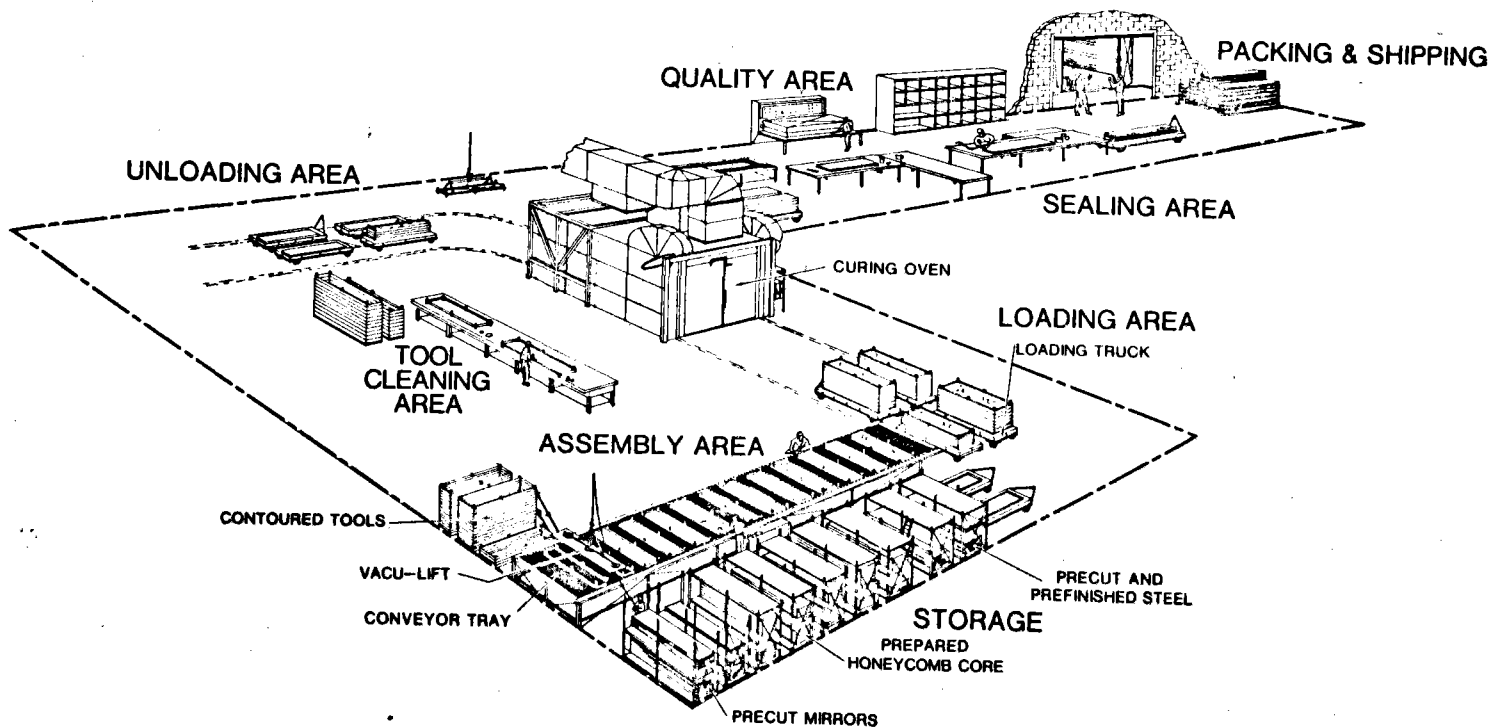 PACKING & SHIPPING
QUALITY AREA
UNLOADING AREA
SEALING AREA
CURING OVEN
LOADING AREA
LOADING TRUCK
TOOL
CLEANING
AREA
ASSEMBLY AREA
CONTOURED TOOLS
VACU-LIFT
CONVEYOR TRAY
PRECUT AND
PREFINISHED STEEL
STORAGE
PREPARED
HONEYCOMB CORE
PRECUT MIRRORS